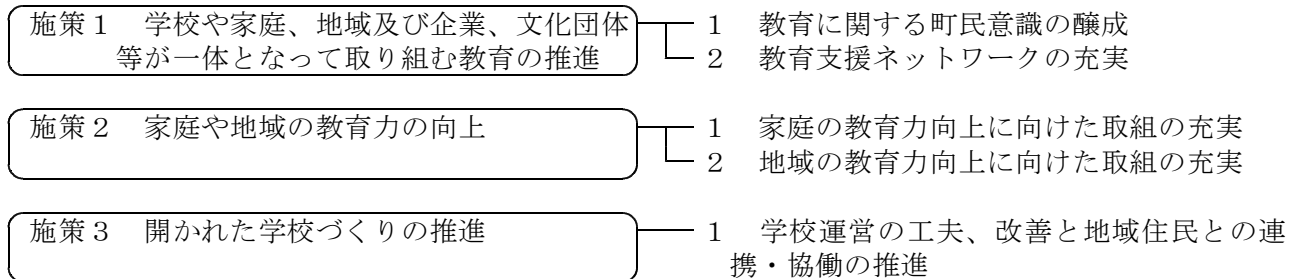 施策１　学校や家庭、地域及び企業、文化団体
等が一体となって取り組む教育の推進
１　教育に関する町民意識の醸成
２　教育支援ネットワークの充実
施策２　家庭や地域の教育力の向上
１　家庭の教育力向上に向けた取組の充実
２　地域の教育力向上に向けた取組の充実
施策３　開かれた学校づくりの推進
１　学校運営の工夫、改善と地域住民との連
携・協働の推進